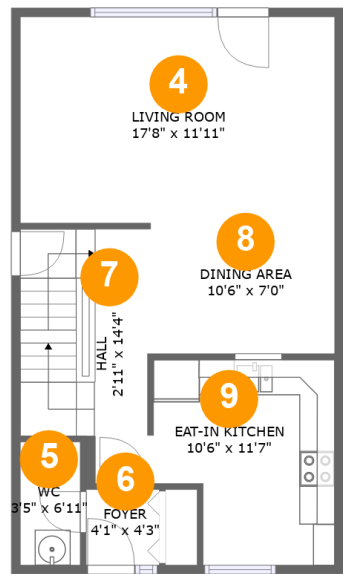 4
LIVING ROOM
17'8" x 11'11"
8
DINING AREA
10'6" x 7'0"
7
HALL
2'11" x 14'4"
9
EAT-IN KITCHEN
10'6" x 11'7"
5
WC
3'5" x 6'11"
6
FOYER
4'1" x 4'3"